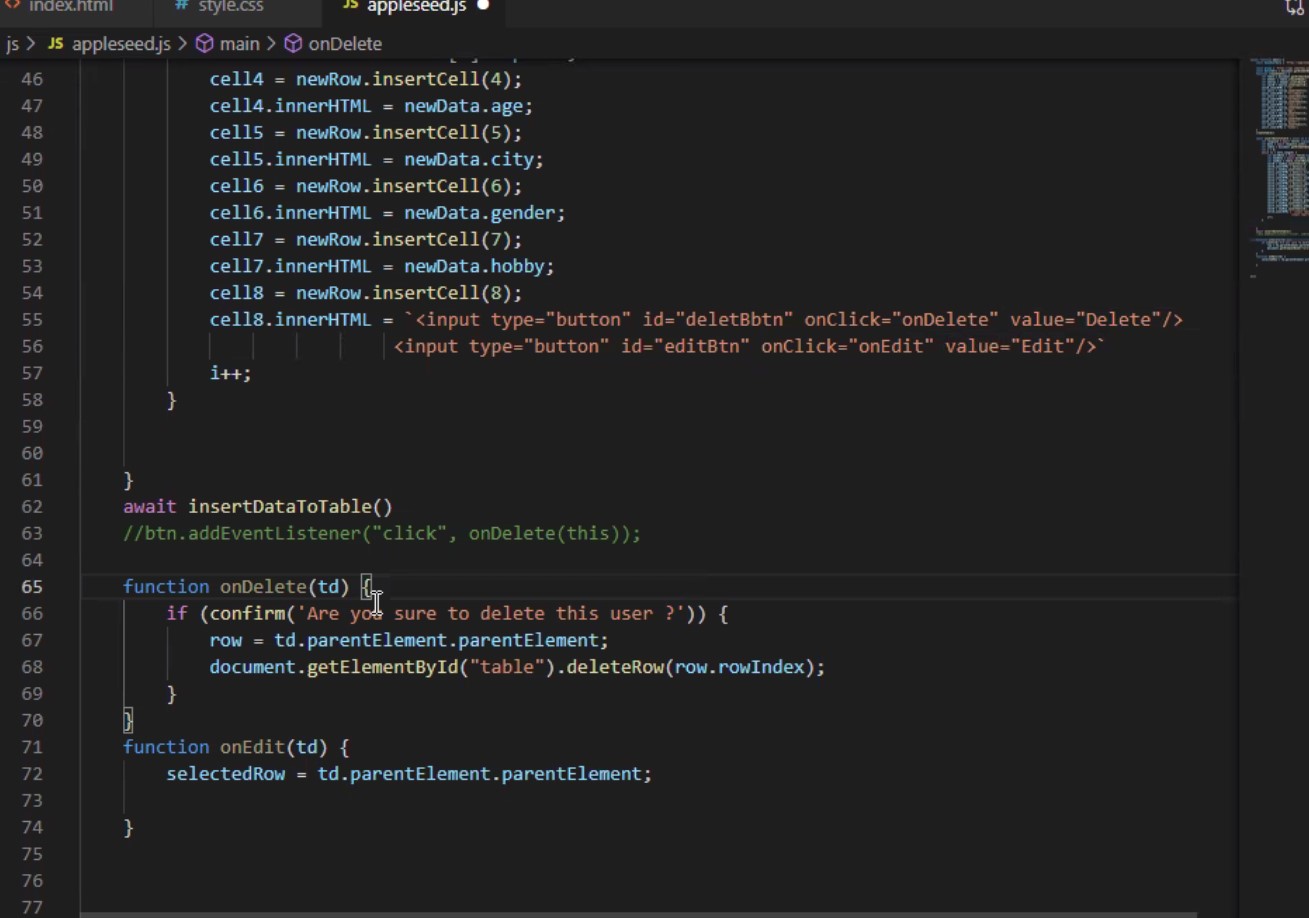 index.html # style.css JS appleseed.js
js > JS appleseed.js > main > onDelete
46 cell4 = newRow.insertCell(4);
47 cell4.innerHTML = newData.age;
48 cell5 = newRow.insertCell(5);
49 cell5.innerHTML = newData.city;
50 cell6 = newRow.insertCell(6);
51 cell6.innerHTML = newData.gender;
52 cell7 = newRow.insertCell(7);
53 cell7.innerHTML = newData.hobby;
54 cell8 = newRow.insertCell(8);
55 cell8.innerHTML = `<input type="button" id="deletBbtn" onClick="onDelete" value="Delete"/>
56 <input type="button" id="editBtn" onClick="onEdit" value="Edit"/>`
57 i++;
58 }
59
60
61 }
62 await insertDataToTable()
63 //btn.addEventListener("click", onDelete(this));
64
65 function onDelete(td) {
66 if (confirm('Are you sure to delete this user ?')) {
67 row = td.parentElement.parentElement;
68 document.getElementById("table").deleteRow(row.rowIndex);
69 }
70 }
71 function onEdit(td) {
72 selectedRow = td.parentElement.parentElement;
73
74 }
75
76
77